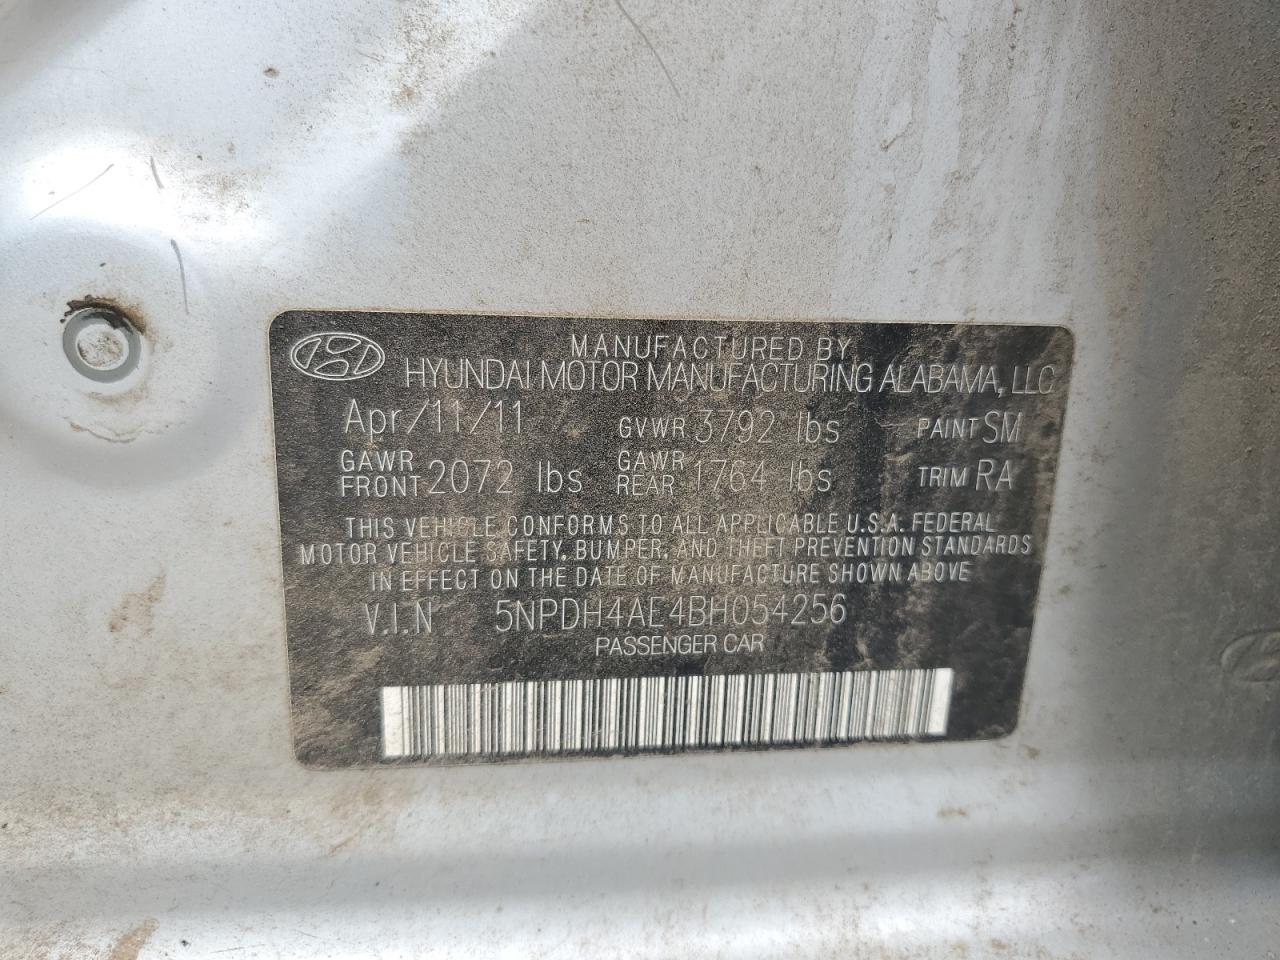 MANUFACTURED BY
HYUNDAI MOTOR MANUFACTURING ALABAMA, LLC
Apr/11/11 GVWR 3792 lbs PAINT SM
GAWR FRONT 2072 lbs GAWR REAR 1764 lbs TRIM RA
THIS VEHICLE CONFORMS TO ALL APPLICABLE U.S.A. FEDERAL
MOTOR VEHICLE SAFETY, BUMPER, AND THEFT PREVENTION STANDARDS
IN EFFECT ON THE DATE OF MANUFACTURE SHOWN ABOVE
V.I.N 5NPDH4AE4BH054256
PASSENGER CAR